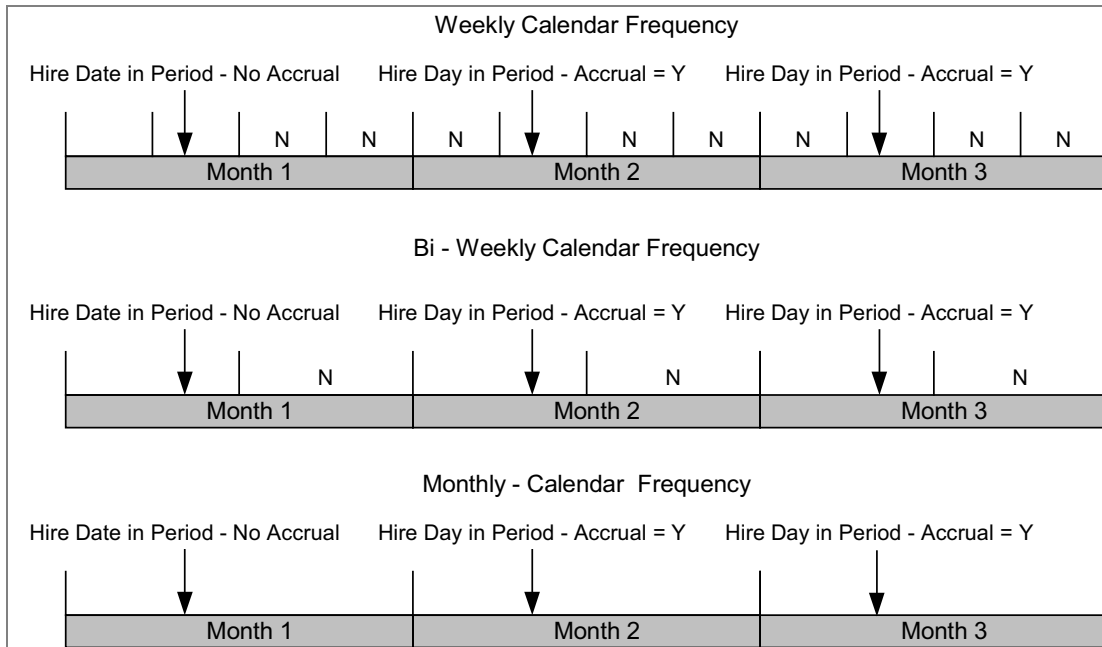 Weekly Calendar Frequency
Hire Date in Period - No Accrual Hire Day in Period - Accrual = Y Hire Day in Period - Accrual = Y
N N N N N N N N
Month 1 Month 2 Month 3
Bi - Weekly Calendar Frequency
Hire Date in Period - No Accrual Hire Day in Period - Accrual = Y Hire Day in Period - Accrual = Y
N N N
Month 1 Month 2 Month 3
Monthly - Calendar Frequency
Hire Date in Period - No Accrual Hire Day in Period - Accrual = Y Hire Day in Period - Accrual = Y
Month 1 Month 2 Month 3